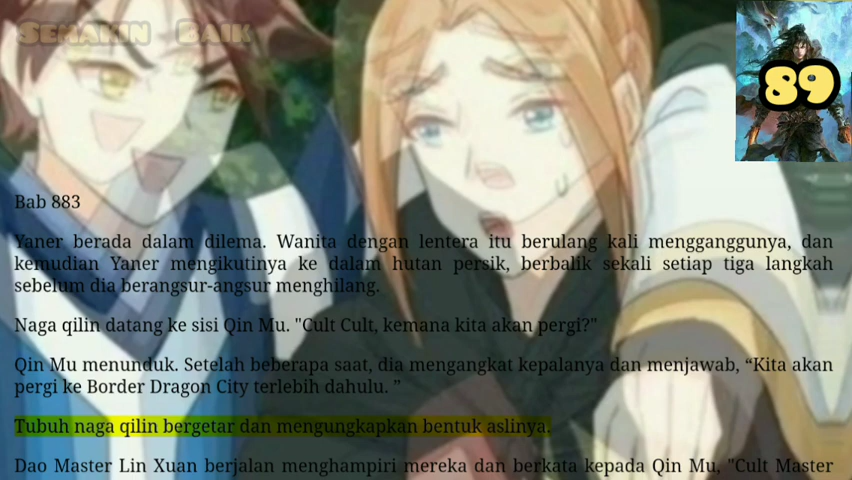 Semakin Baik
89
Bab 883
Yaner berada dalam dilema. Wanita dengan lentera itu berulang kali mengganggunya, dan
kemudian Yaner mengikutinya ke dalam hutan persik, berbalik sekali setiap tiga langkah
sebelum dia berangsur-angsur menghilang.
Naga qilin datang ke sisi Qin Mu. "Cult Cult, kemana kita akan pergi?"
Qin Mu menunduk. Setelah beberapa saat, dia mengangkat kepalanya dan menjawab, “Kita akan
pergi ke Border Dragon City terlebih dahulu. ”
Tubuh naga qilin bergetar dan mengungkapkan bentuk aslinya.
Dao Master Lin Xuan berjalan menghampiri mereka dan berkata kepada Qin Mu, "Cult Master